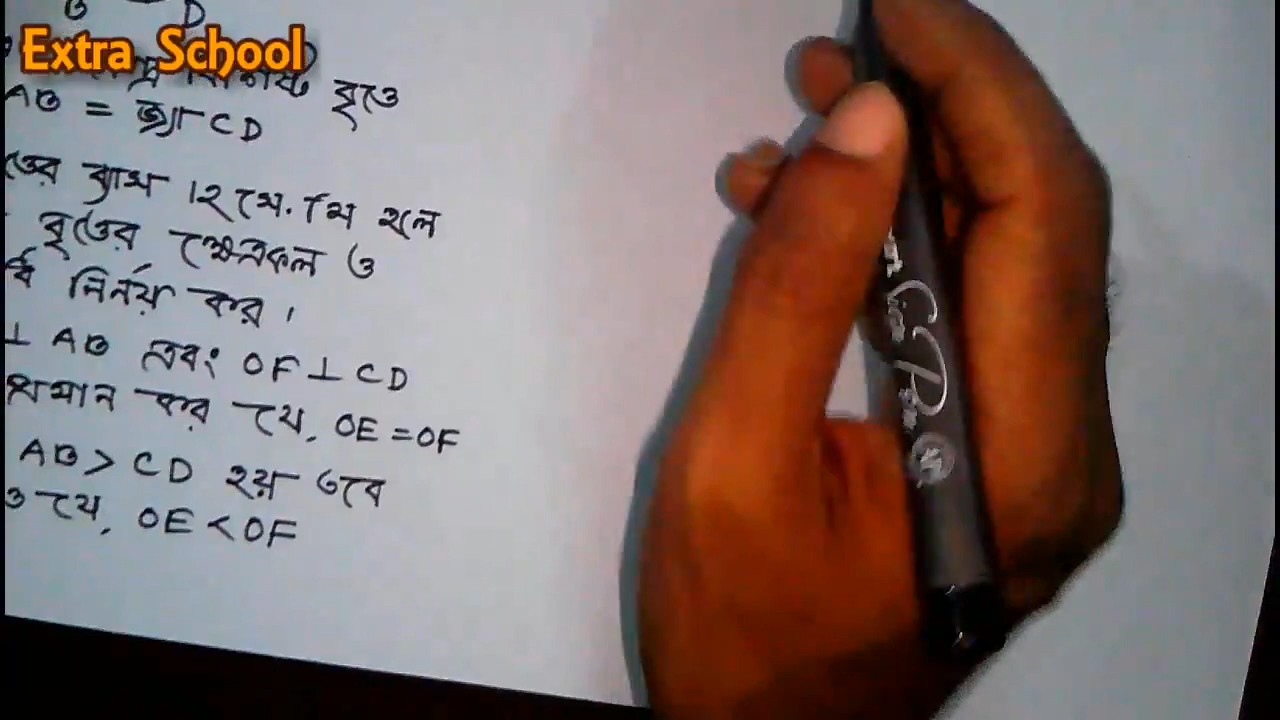 D
Extra School
বৃত্তে
AB = জ্যা CD
ত্তের ব্যাস 12 সে. মি হলে
বৃত্তের ক্ষেত্রফল ও
ধি নির্নয় কর।
⊥ AB এবং OF ⊥ CD
প্রমান কর যে, OE = OF
AB > CD হয় তবে
ও যে, OE < OF